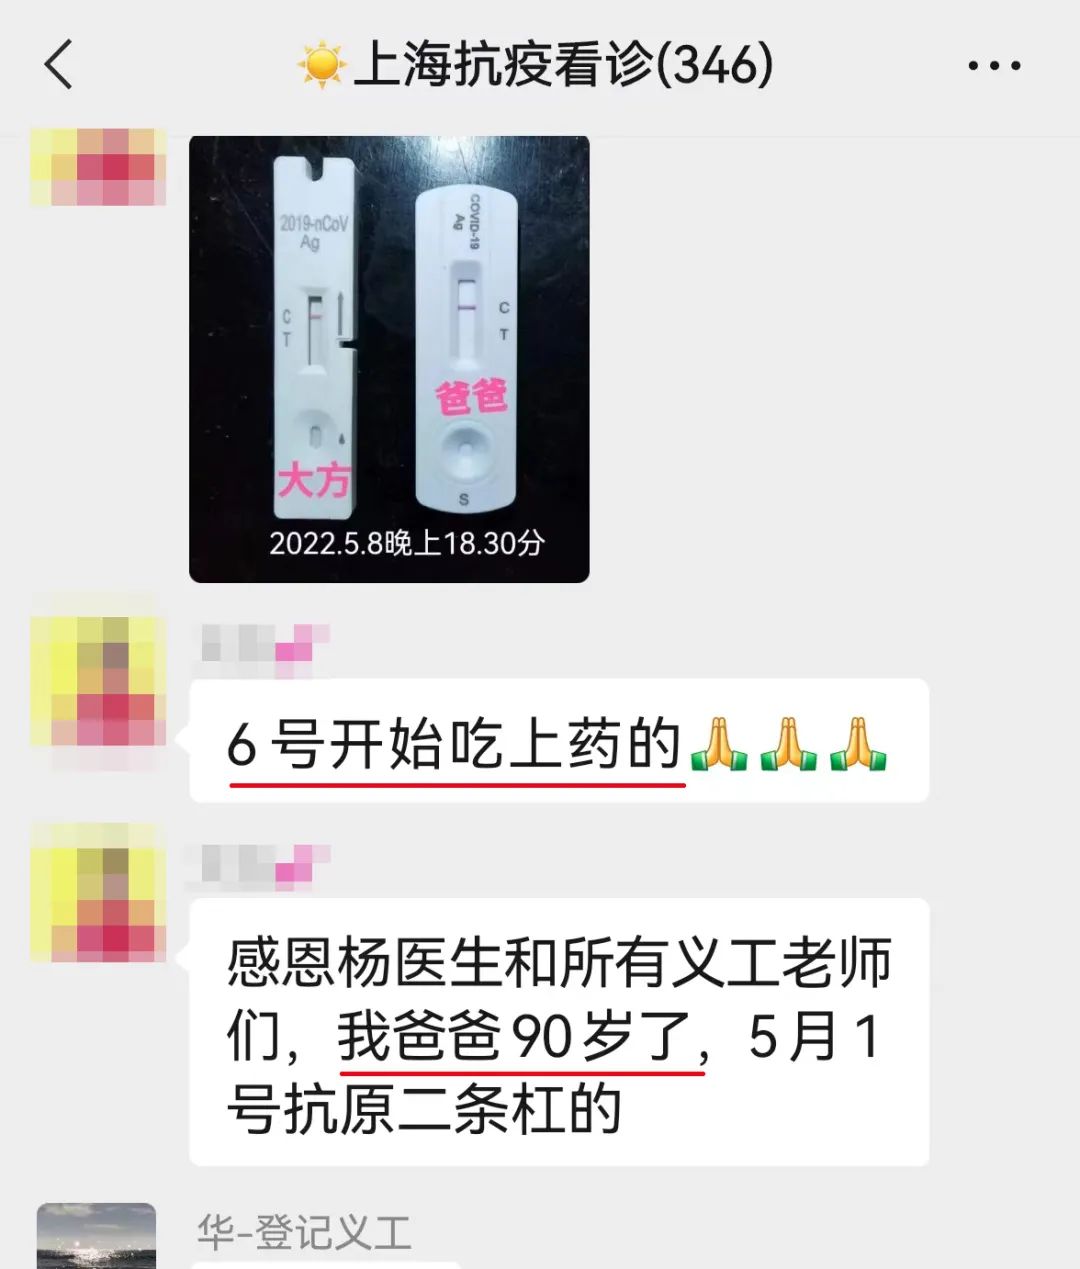 ☀️上海抗疫看诊(346)
2019-nCoV
Ag
C
T
大方
COVID-19
Ag
C
T
爸爸
S
2022.5.8晚上18.30分
6号开始吃上药的🙏🙏🙏
感恩杨医生和所有义工老师
们，我爸爸90岁了，5月1
号抗原二条杠的
华-登记义工